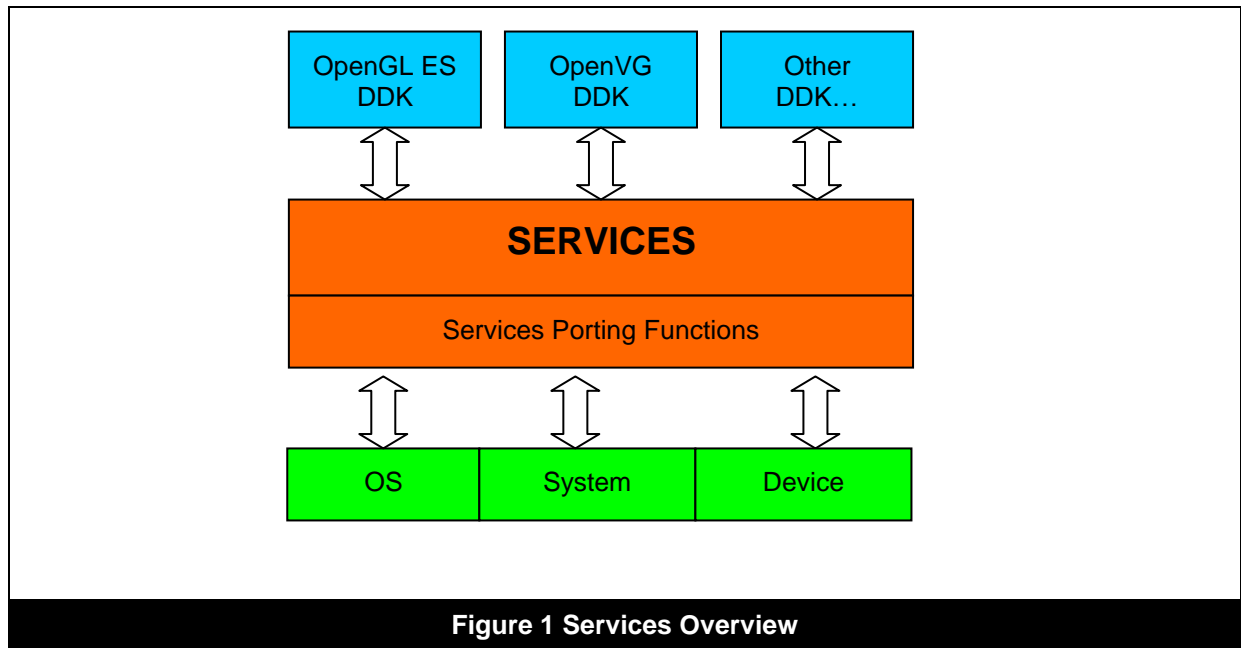 OpenGL ES
DDK
OpenVG
DDK
Other
DDK…
SERVICES
Services Porting Functions
OS
System
Device
Figure 1 Services Overview